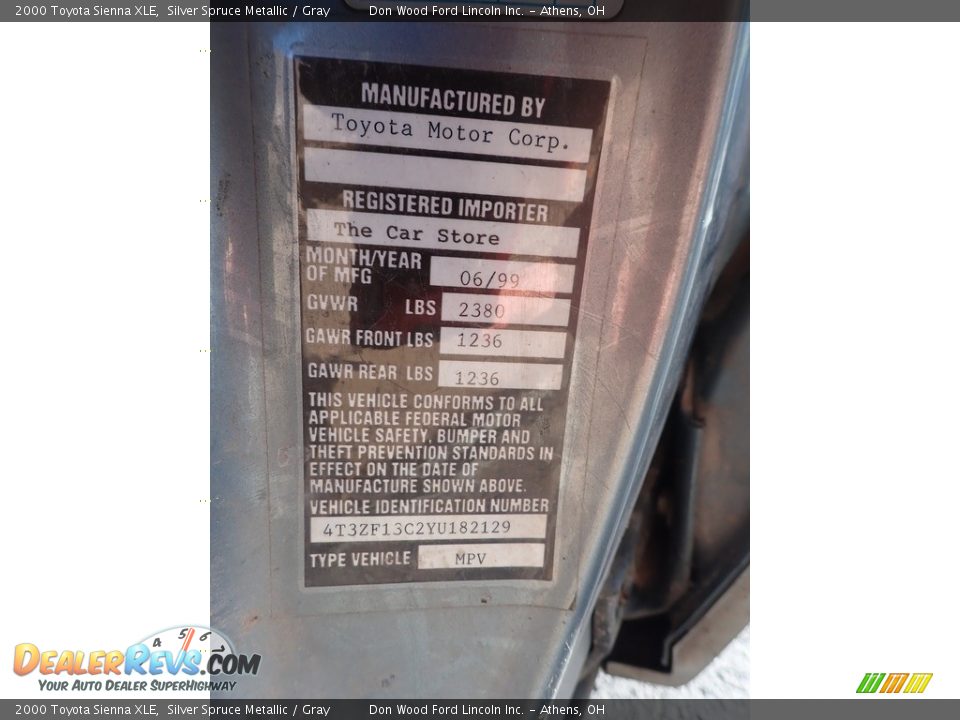 2000 Toyota Sienna XLE,  Silver Spruce Metallic / Gray     Don Wood Ford Lincoln Inc. - Athens, OH
MANUFACTURED BY
Toyota Motor Corp.
REGISTERED IMPORTER
The Car Store
MONTH/YEAR
OF MFG 06/99
GVWR LBS 2380
GAWR FRONT LBS 1236
GAWR REAR LBS 1236
THIS VEHICLE CONFORMS TO ALL
APPLICABLE FEDERAL MOTOR
VEHICLE SAFETY, BUMPER AND
THEFT PREVENTION STANDARDS IN
EFFECT ON THE DATE OF
MANUFACTURE SHOWN ABOVE.
VEHICLE IDENTIFICATION NUMBER
4T3ZF13C2YU182129
TYPE VEHICLE MPV
4 5 6 7
DEALERREVS.COM
YOUR AUTO DEALER SUPERHIGHWAY
2000 Toyota Sienna XLE,  Silver Spruce Metallic / Gray     Don Wood Ford Lincoln Inc. - Athens, OH